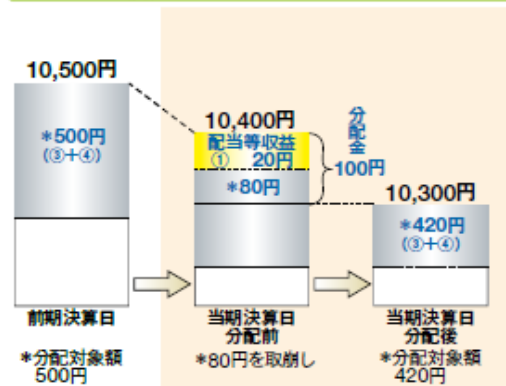 10,500円
＊500円
(③＋④)
前期決算日
＊分配対象額
500円
10,400円
配当等収益
① 20円
＊80円
分配金
100円
当期決算日
分配前
＊80円を取崩し
10,300円
＊420円
(③＋④)
当期決算日
分配後
＊分配対象額
420円